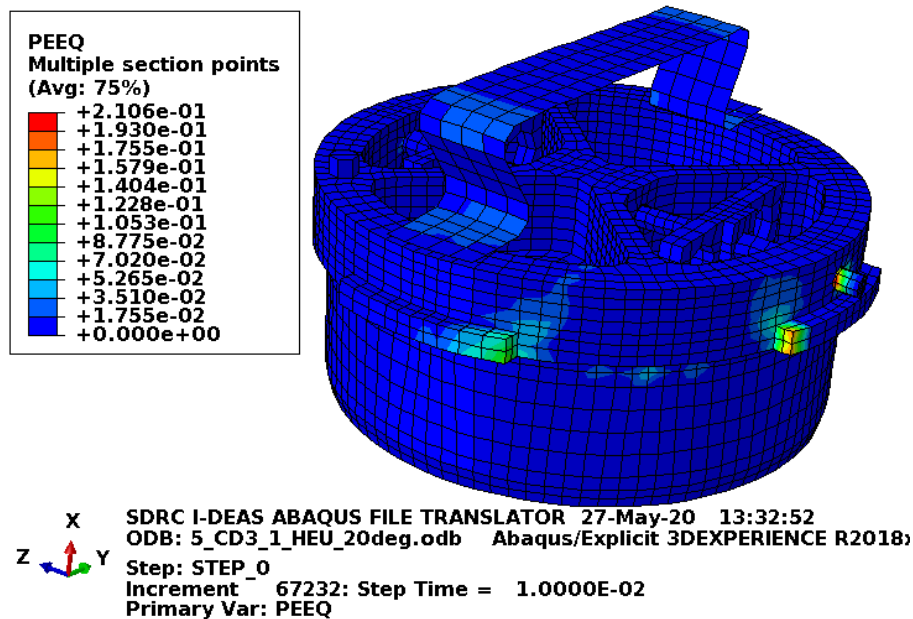 PEEQ
Multiple section points
(Avg: 75%)
+2.106e-01
+1.930e-01
+1.755e-01
+1.579e-01
+1.404e-01
+1.228e-01
+1.053e-01
+8.775e-02
+7.020e-02
+5.265e-02
+3.510e-02
+1.755e-02
+0.000e+00
X
Z
Y
SDRC I-DEAS ABAQUS FILE TRANSLATOR 27-May-20 13:32:52
ODB: 5_CD3_1_HEU_20deg.odb Abaqus/Explicit 3DEXPERIENCE R2018x
Step: STEP_0
Increment 67232: Step Time = 1.0000E-02
Primary Var: PEEQ